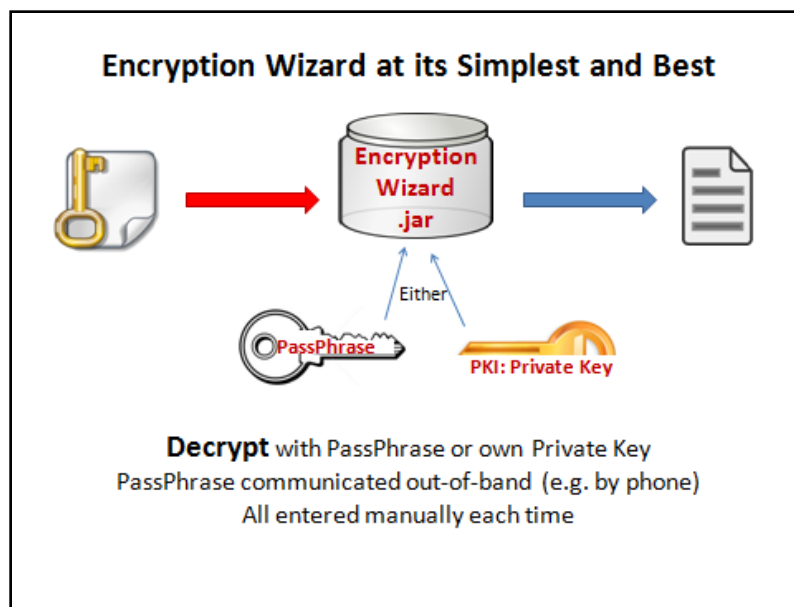 Encryption Wizard at its Simplest and Best
Encryption
Wizard
.jar
Either
PassPhrase
PKI: Private Key
Decrypt with PassPhrase or own Private Key
PassPhrase communicated out-of-band (e.g. by phone)
All entered manually each time